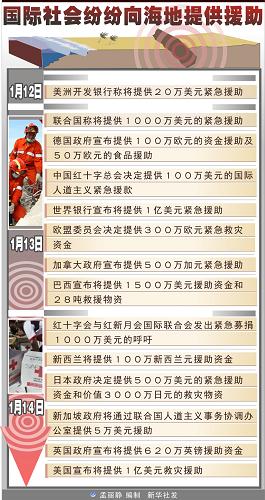 国际社会纷纷向海地提供援助
1月12日
美洲开发银行称将提供20万美元紧急援助
联合国称将提供1000万美元的紧急援助
德国政府宣布提供100万欧元的资金援助及
50万欧元的食品援助
中国红十字总会决定提供100万美元的国际
人道主义紧急援款
世界银行宣布将提供1亿美元紧急援助
1月13日
欧盟委员会决定提供300万欧元紧急救灾
资金
加拿大政府宣布提供500万加元紧急援助
巴西宣布将提供1500万美元援助资金和
28吨救援物资
红十字会与红新月会国际联合会发出紧急募捐
1000万美元的呼吁
新西兰将提供100万新西兰元援助资金
日本政府决定提供500万美元的紧急援助
资金和价值3000万日元的救灾物资
1月14日
新加坡政府将通过联合国人道主义事务协调办
公室提供5万美元援助
英国政府宣布将提供620万英镑援助资金
美国宣布将提供1亿美元救灾援助
孟丽静 编制 新华社发